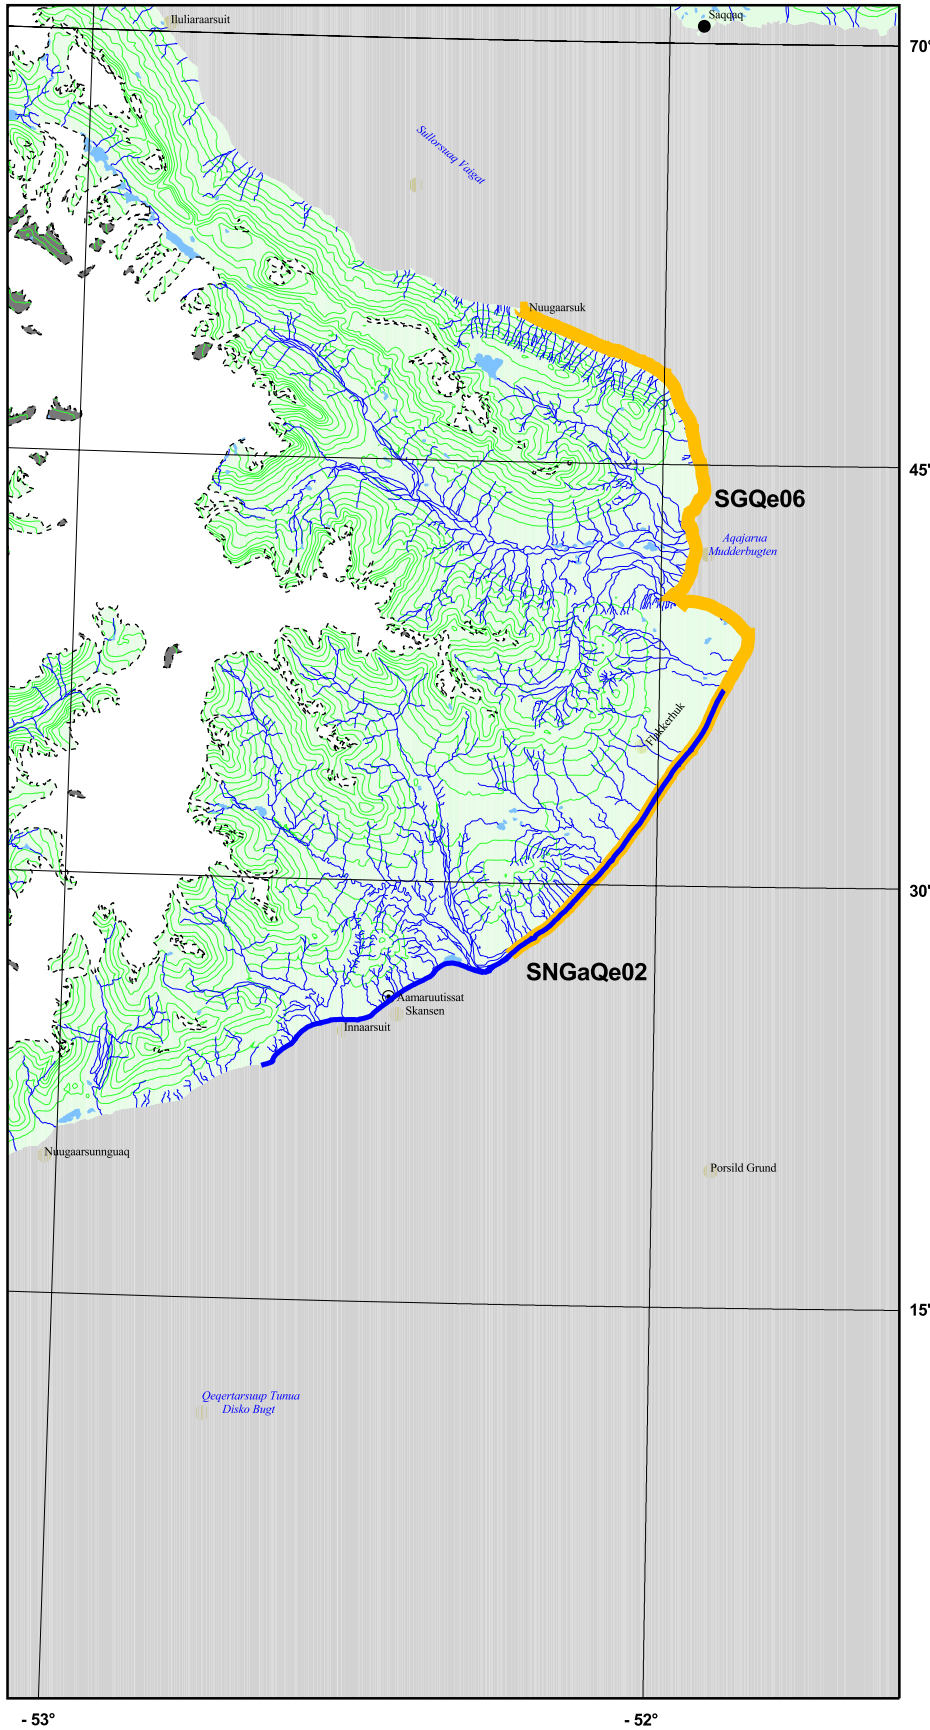 Iluliaraarsuit
Saqqaq
70°
Sullorsuaq Vaigat
Nuugaarsuk
45'
SGQe06
Aqajarua
Mudderbugten
Flakkerhuk
30'
SNGaQe02
Aamaruutissat
Skansen
Innaarsuit
Nuugaarsunnguaq
Porsild Grund
15'
Qeqertarsuup Tunua
Disko Bugt
- 53°
- 52°